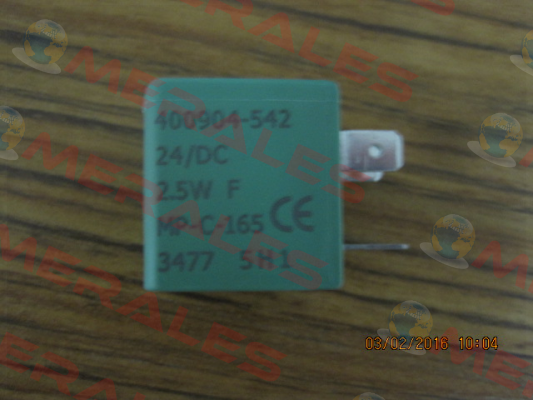 MERALES
MERALES
MERALES
MERALES
400904-542
24/DC
2.5W F
MP-C-165 CE
3477 5H1
03/02/2016 10:04